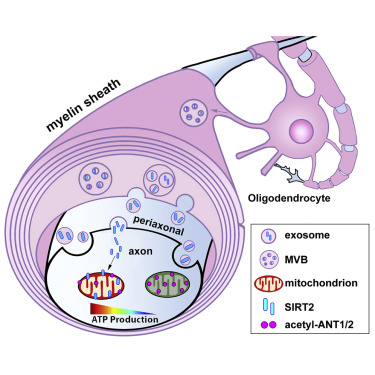 myelin sheath
Oligodendrocyte
periaxonal
axon
ATP Production
exosome
MVB
mitochondrion
SIRT2
acetyl-ANT1/2